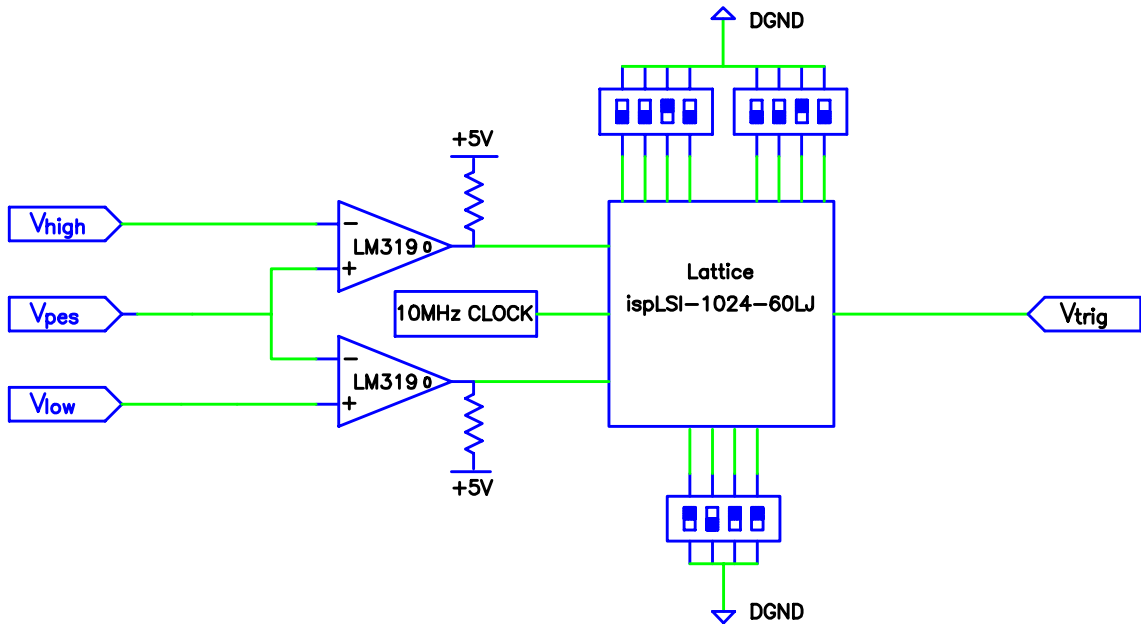 DGND
+5V
Vhigh
LM319
Lattice
ispLSI-1024-60LJ
Vpes
10MHz CLOCK
Vtrig
LM319
Vlow
+5V
DGND